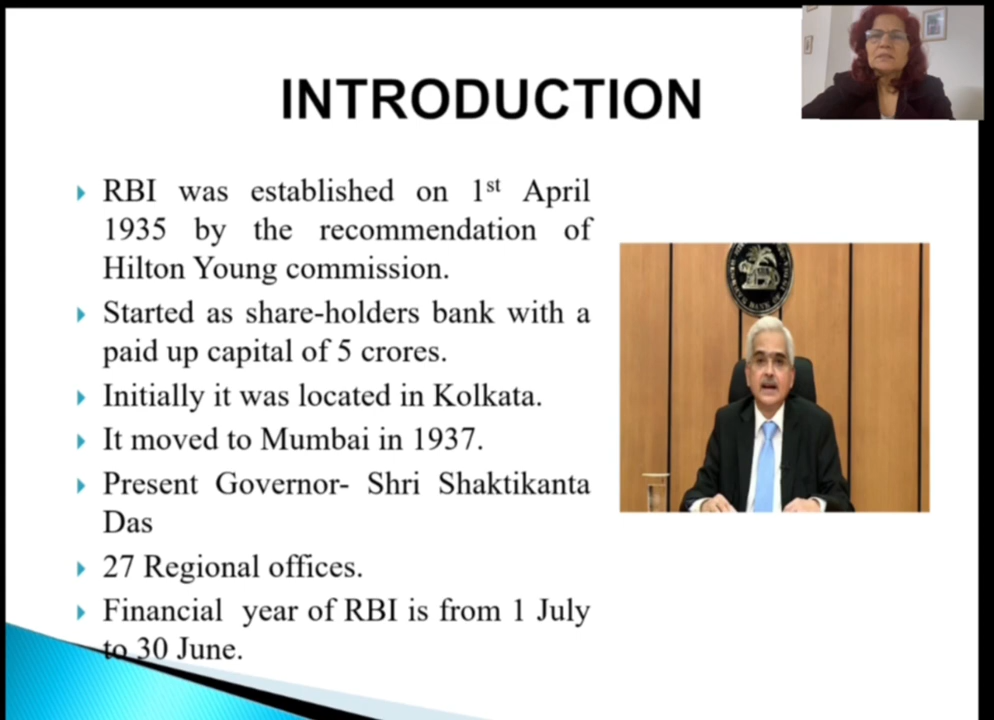 INTRODUCTION
RBI was established on 1st April
1935 by the recommendation of
Hilton Young commission.
Started as share-holders bank with a
paid up capital of 5 crores.
Initially it was located in Kolkata.
It moved to Mumbai in 1937.
Present Governor- Shri Shaktikanta
Das
27 Regional offices.
Financial year of RBI is from 1 July
to 30 June.